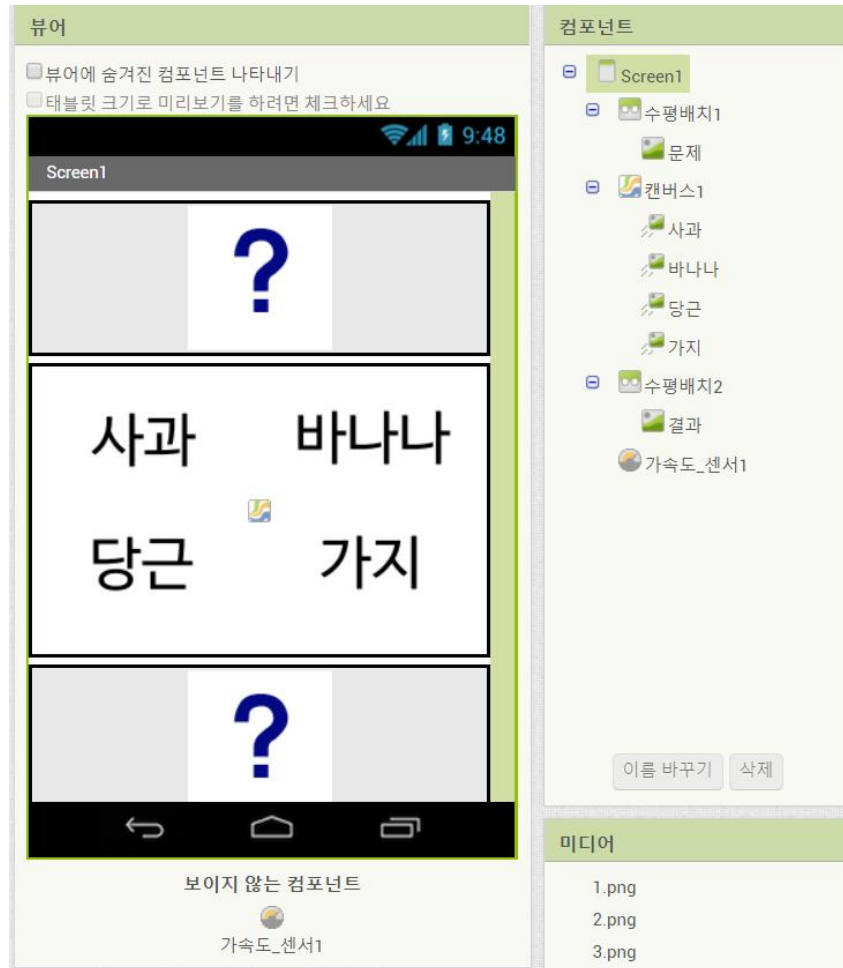 뷰어
뷰어에 숨겨진 컴포넌트 나타내기
태블릿 크기로 미리보기를 하려면 체크하세요
9:48
Screen1
?
사과 바나나
당근 가지
?
보이지 않는 컴포넌트
가속도_센서1
컴포넌트
Screen1
수평배치1
문제
캔버스1
사과
바나나
당근
가지
수평배치2
결과
가속도_센서1
이름 바꾸기 삭제
미디어
1.png
2.png
3.png